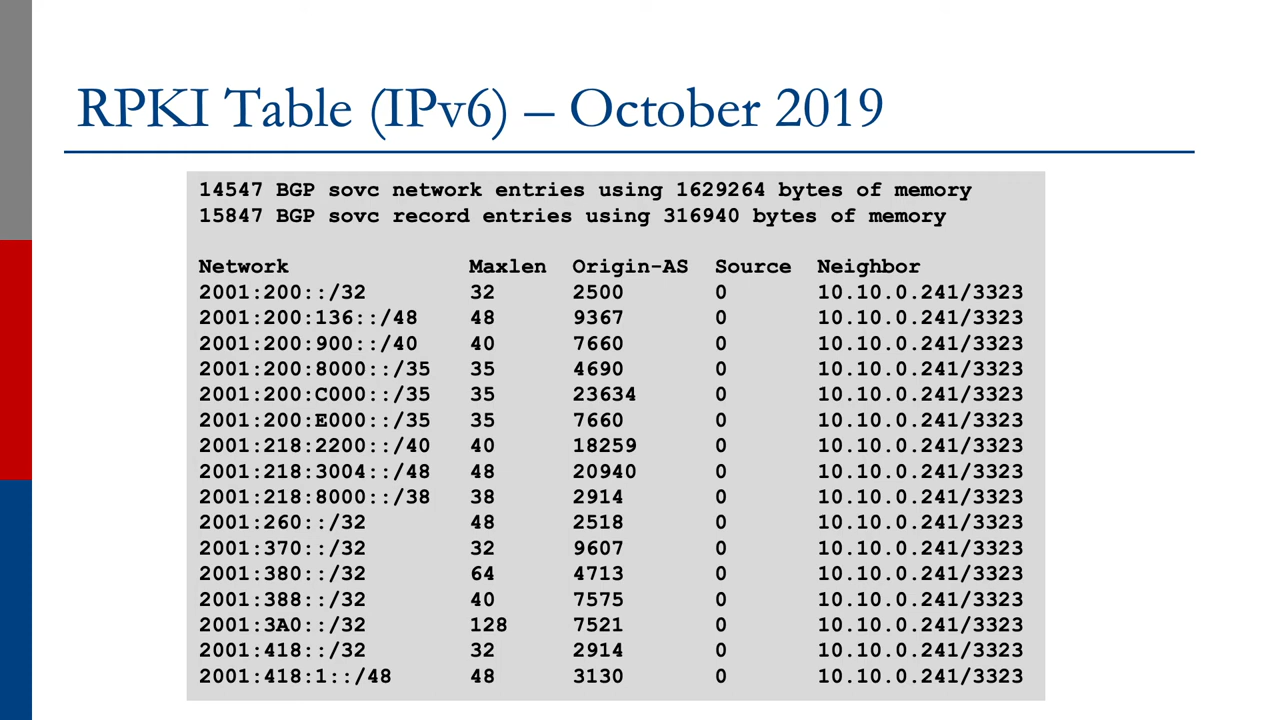 RPKI Table (IPv6) – October 2019
14547 BGP sovc network entries using 1629264 bytes of memory
15847 BGP sovc record entries using 316940 bytes of memory
Network Maxlen Origin-AS Source Neighbor
2001:200::/32 32 2500 0 10.10.0.241/3323
2001:200:136::/48 48 9367 0 10.10.0.241/3323
2001:200:900::/40 40 7660 0 10.10.0.241/3323
2001:200:8000::/35 35 4690 0 10.10.0.241/3323
2001:200:C000::/35 35 23634 0 10.10.0.241/3323
2001:200:E000::/35 35 7660 0 10.10.0.241/3323
2001:218:2200::/40 40 18259 0 10.10.0.241/3323
2001:218:3004::/48 48 20940 0 10.10.0.241/3323
2001:218:8000::/38 38 2914 0 10.10.0.241/3323
2001:260::/32 48 2518 0 10.10.0.241/3323
2001:370::/32 32 9607 0 10.10.0.241/3323
2001:380::/32 64 4713 0 10.10.0.241/3323
2001:388::/32 40 7575 0 10.10.0.241/3323
2001:3A0::/32 128 7521 0 10.10.0.241/3323
2001:418::/32 32 2914 0 10.10.0.241/3323
2001:418:1::/48 48 3130 0 10.10.0.241/3323